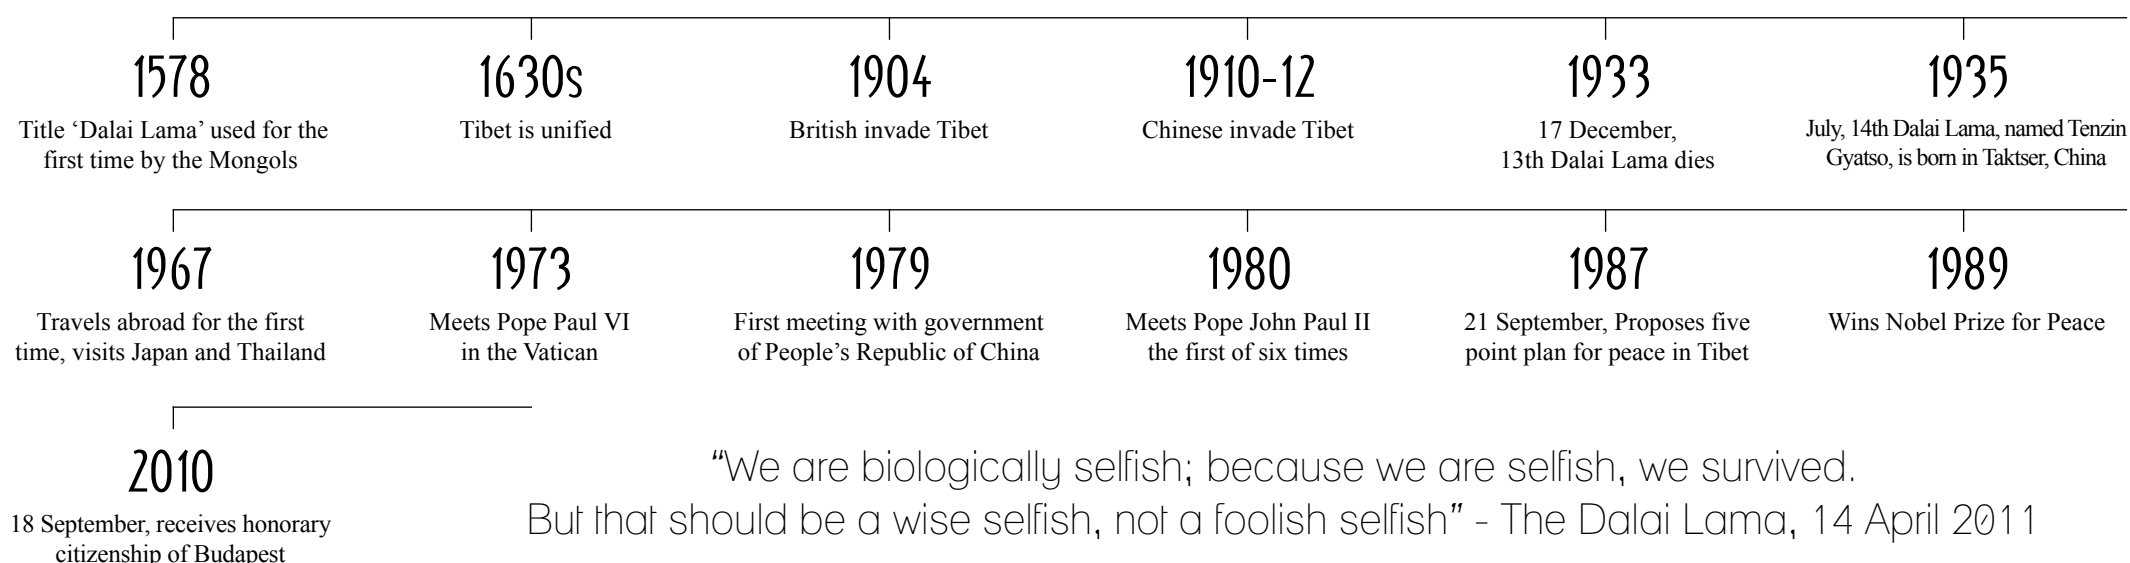 1578
Title ‘Dalai Lama’ used for the
first time by the Mongols
1630s
Tibet is unified
1904
British invade Tibet
1910-12
Chinese invade Tibet
1933
17 December,
13th Dalai Lama dies
1935
July, 14th Dalai Lama, named Tenzin
Gyatso, is born in Taktser, China
1967
Travels abroad for the first
time, visits Japan and Thailand
1973
Meets Pope Paul VI
in the Vatican
1979
First meeting with government
of People’s Republic of China
1980
Meets Pope John Paul II
the first of six times
1987
21 September, Proposes five
point plan for peace in Tibet
1989
Wins Nobel Prize for Peace
2010
18 September, receives honorary
citizenship of Budapest
“We are biologically selfish; because we are selfish, we survived.
But that should be a wise selfish, not a foolish selfish” - The Dalai Lama, 14 April 2011